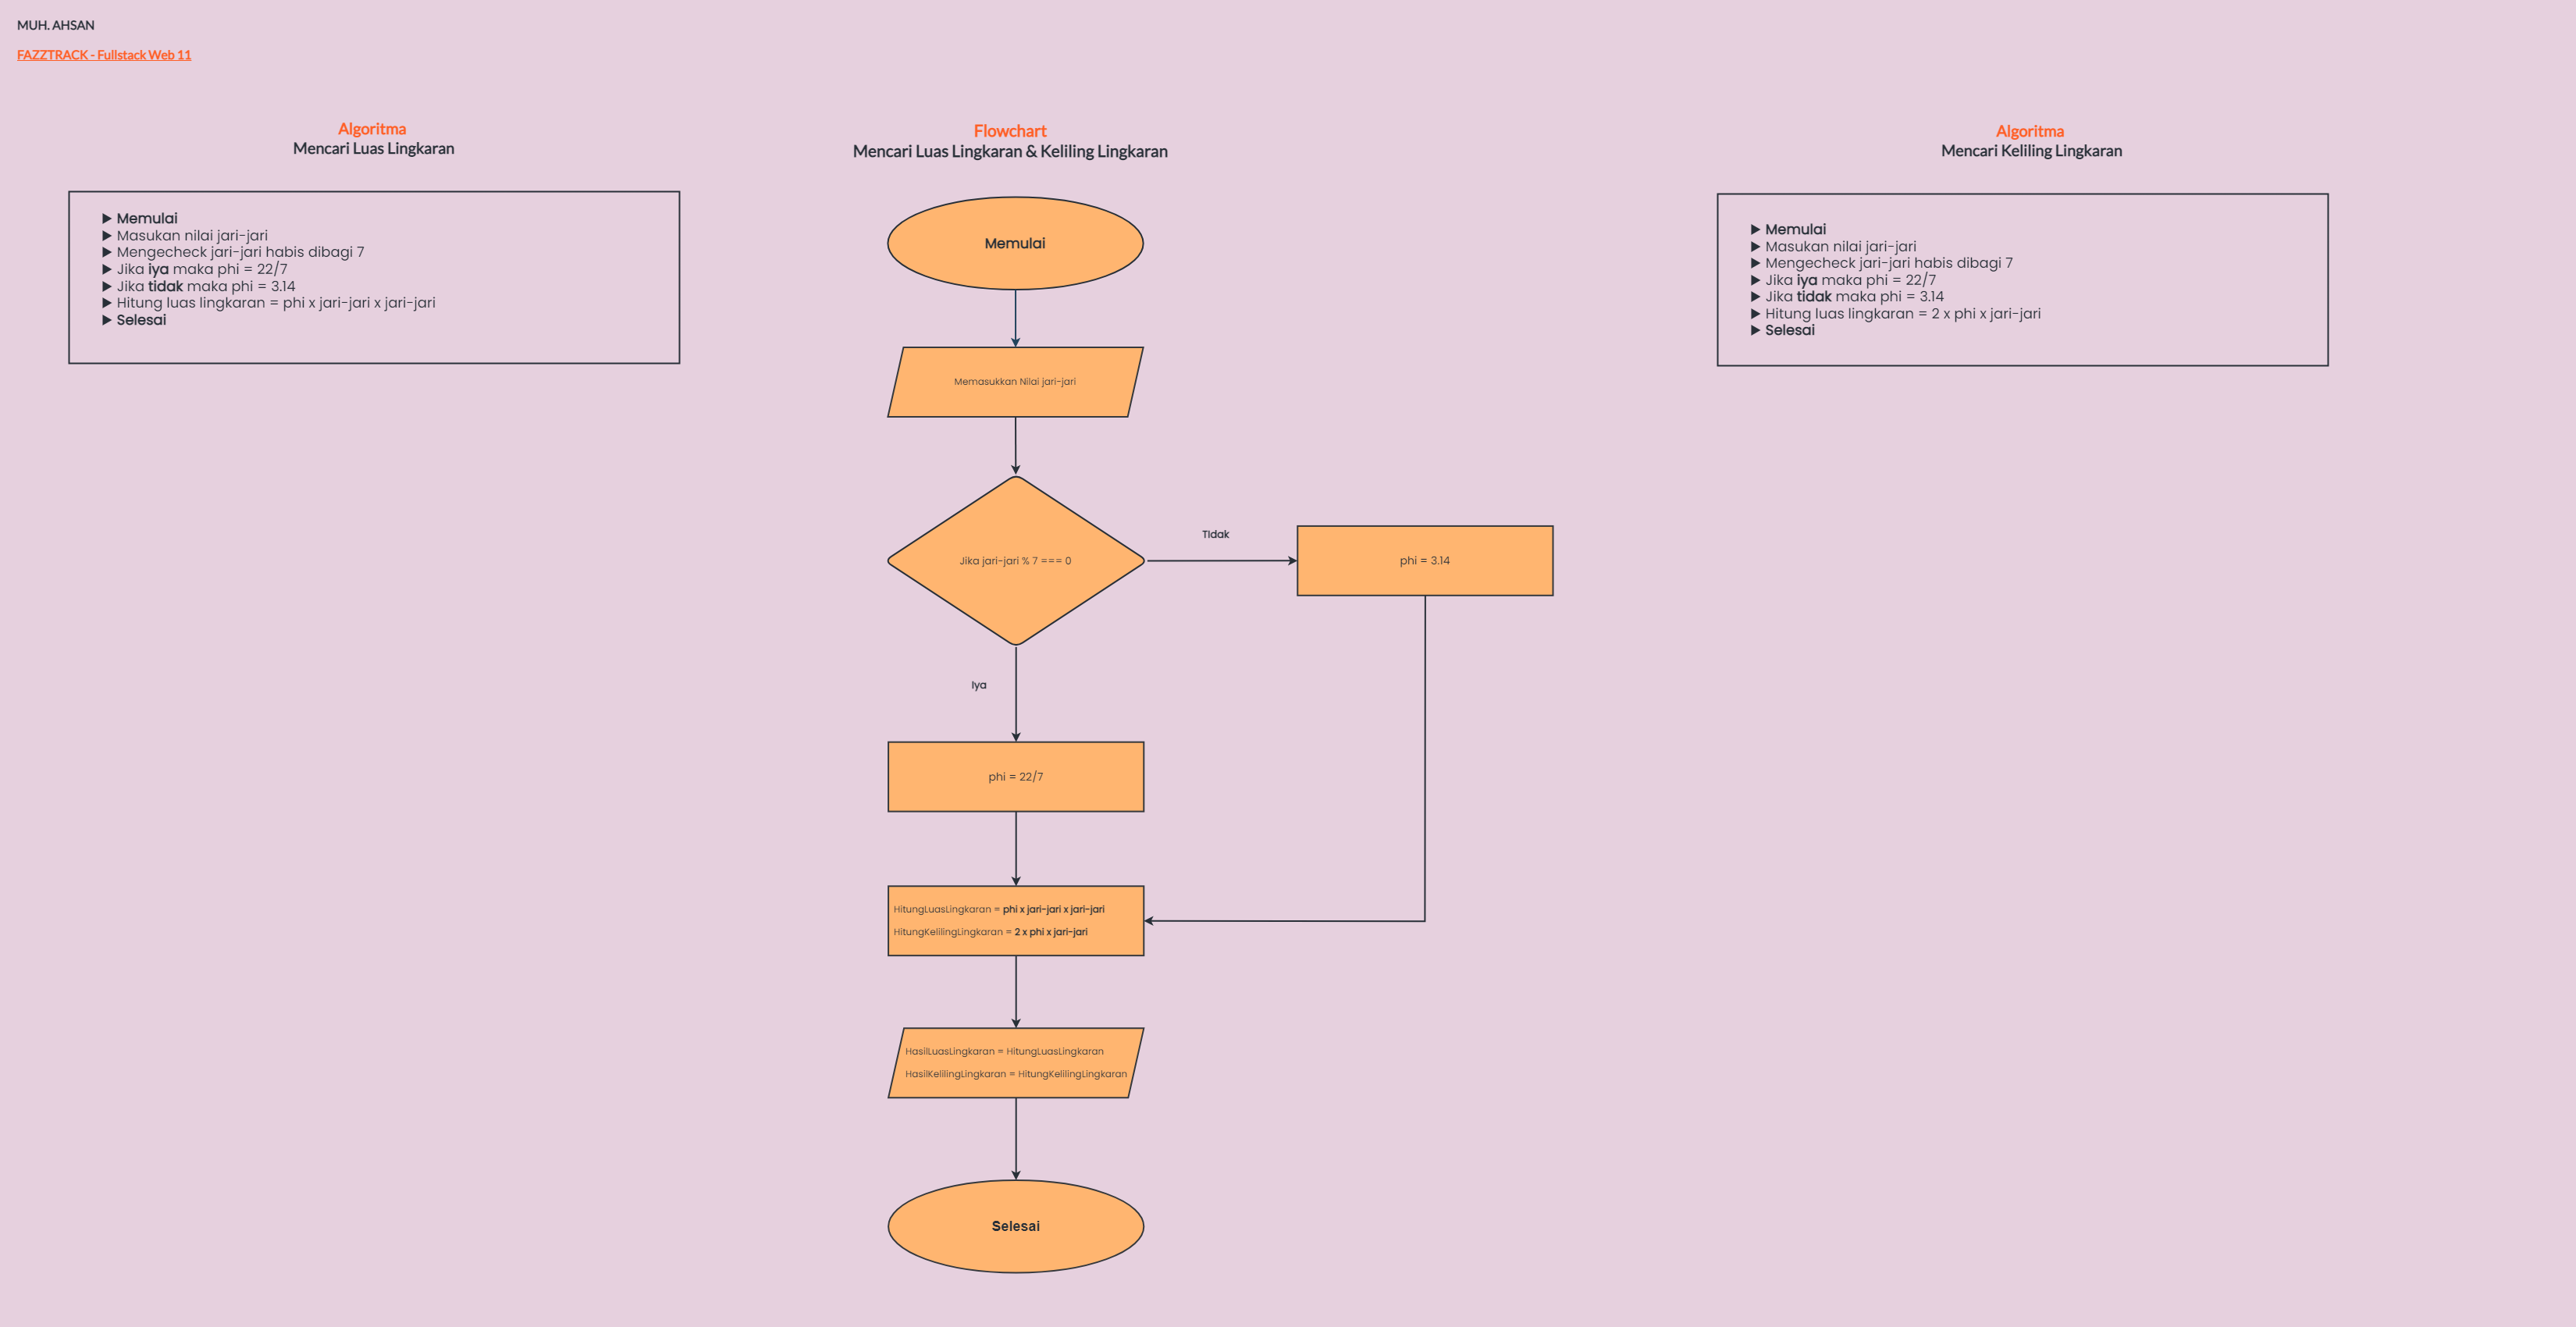 MUH. AHSAN
FAZZTRACK - Fullstack Web 11
Algoritma
Mencari Luas Lingkaran
▶ Memulai
▶ Masukan nilai jari-jari
▶ Mengecheck jari-jari habis dibagi 7
▶ Jika iya maka phi = 22/7
▶ Jika tidak maka phi = 3.14
▶ Hitung luas lingkaran = phi x jari-jari x jari-jari
▶ Selesai
Flowchart
Mencari Luas Lingkaran & Keliling Lingkaran
Memulai
Memasukkan Nilai jari-jari
Jika jari-jari % 7 === 0
TIdak
phi = 3.14
Iya
phi = 22/7
HitungLuasLingkaran = phi x jari-jari x jari-jari
HitungKelilingLingkaran = 2 x phi x jari-jari
HasilLuasLingkaran = HitungLuasLingkaran
HasilKelilingLingkaran = HitungKelilingLingkaran
Selesai
Algoritma
Mencari Keliling Lingkaran
▶ Memulai
▶ Masukan nilai jari-jari
▶ Mengecheck jari-jari habis dibagi 7
▶ Jika iya maka phi = 22/7
▶ Jika tidak maka phi = 3.14
▶ Hitung luas lingkaran = 2 x phi x jari-jari
▶ Selesai